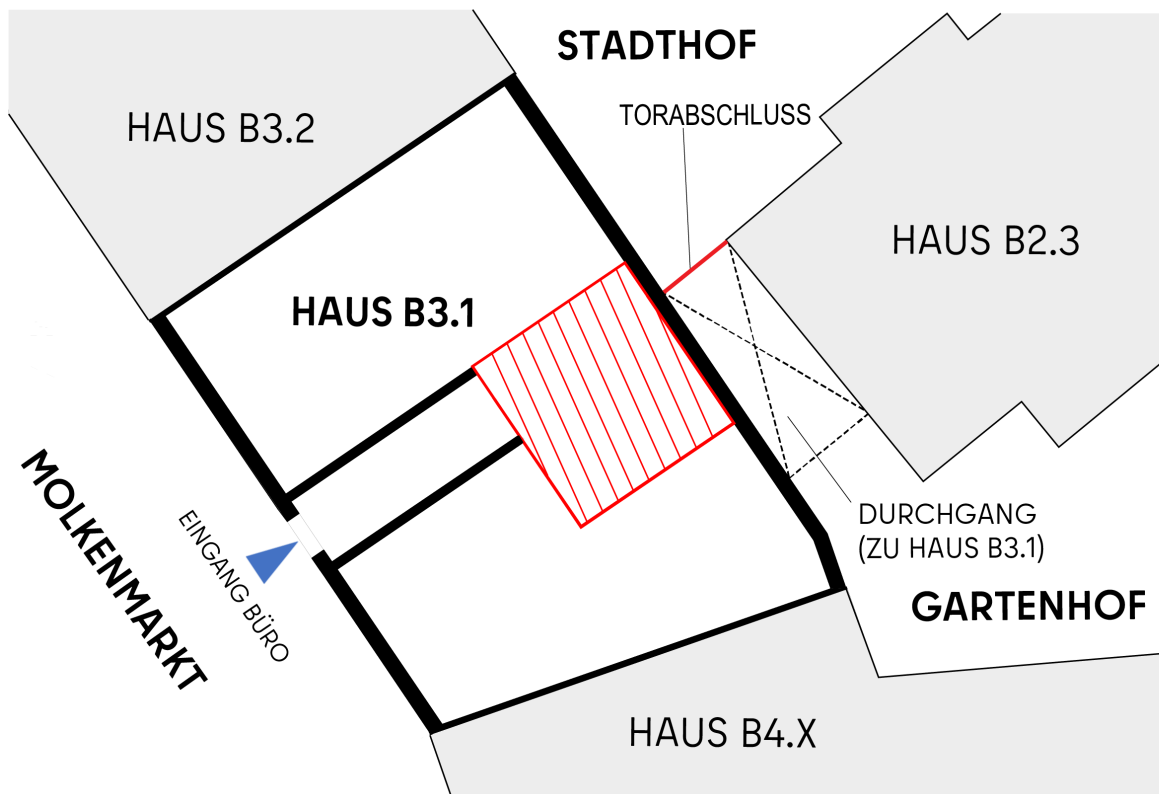 STADTHOF
TORABSCHLUSS
HAUS B3.2
HAUS B2.3
HAUS B3.1
MOLKENMARKT
EINGANG BÜRO
DURCHGANG
(ZU HAUS B3.1)
GARTENHOF
HAUS B4.X